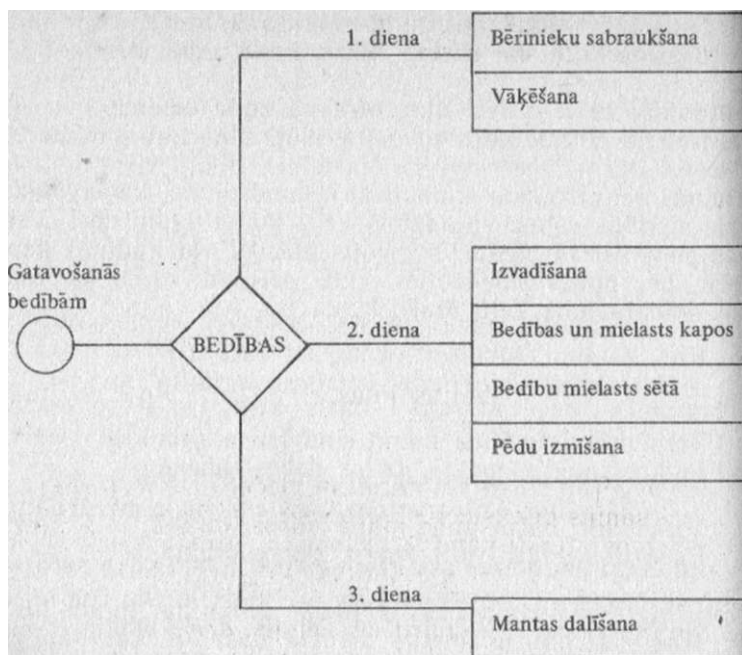 1. diena
Bērinieku sabraukšana
Vāķēšana
Gatavošanās
bedībām
BEDĪBAS
2. diena
Izvadīšana
Bedības un mielasts kapos
Bedību mielasts sētā
Pēdu izmīšana
3. diena
Mantas dalīšana